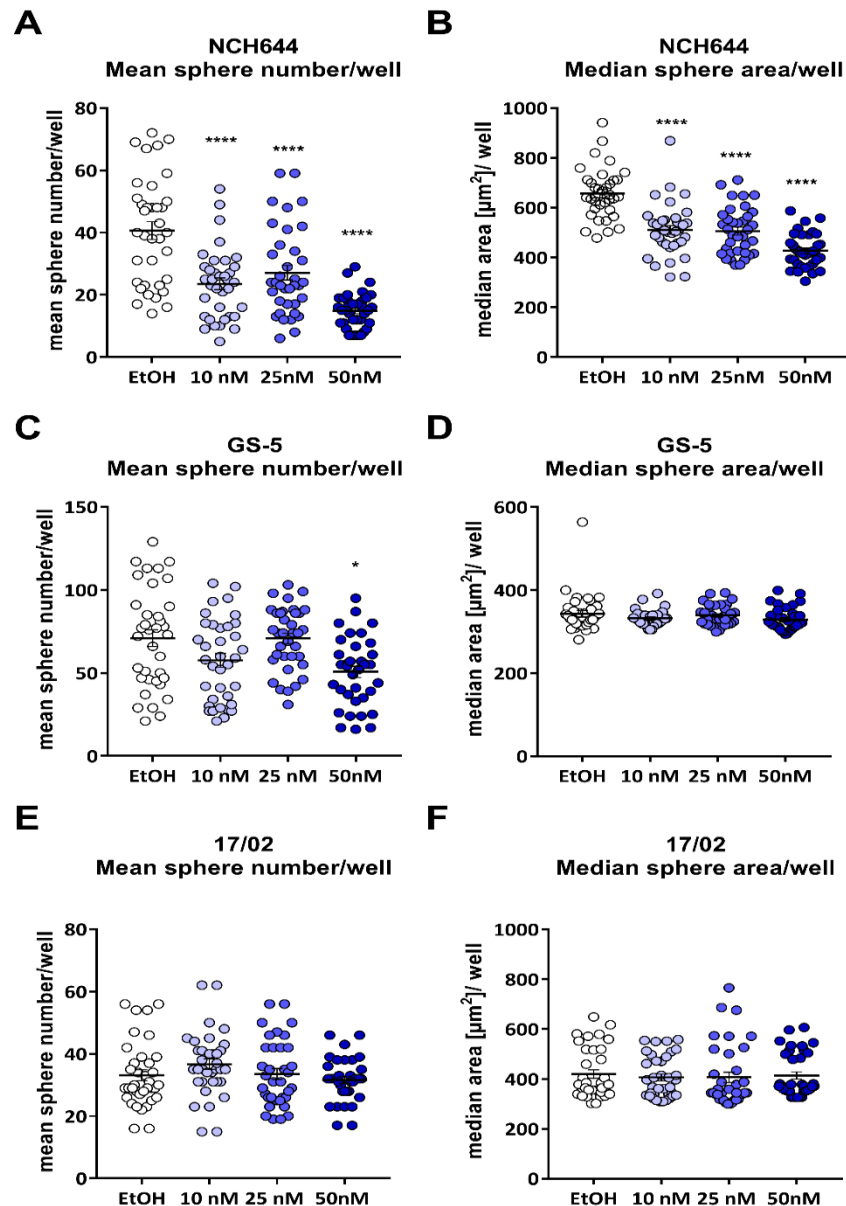 A
NCH644
Mean sphere number/well
mean sphere number/well
80
60
40
20
0
****
****
****
EtOH 10 nM 25nM 50nM
B
NCH644
Median sphere area/well
median area [µm²]/ well
1000
800
600
400
200
0
****
****
****
EtOH 10 nM 25nM 50nM
C
GS-5
Mean sphere number/well
mean sphere number/well
150
100
50
0
*
EtOH 10 nM 25 nM 50nM
D
GS-5
Median sphere area/well
median area [µm²]/ well
600
400
200
0
EtOH 10 nM 25 nM 50nM
E
17/02
Mean sphere number/well
mean sphere number/well
80
60
40
20
0
EtOH 10 nM 25 nM 50nM
F
17/02
Median sphere area/well
median area [µm²]/ well
1000
800
600
400
200
0
EtOH 10 nM 25 nM 50nM